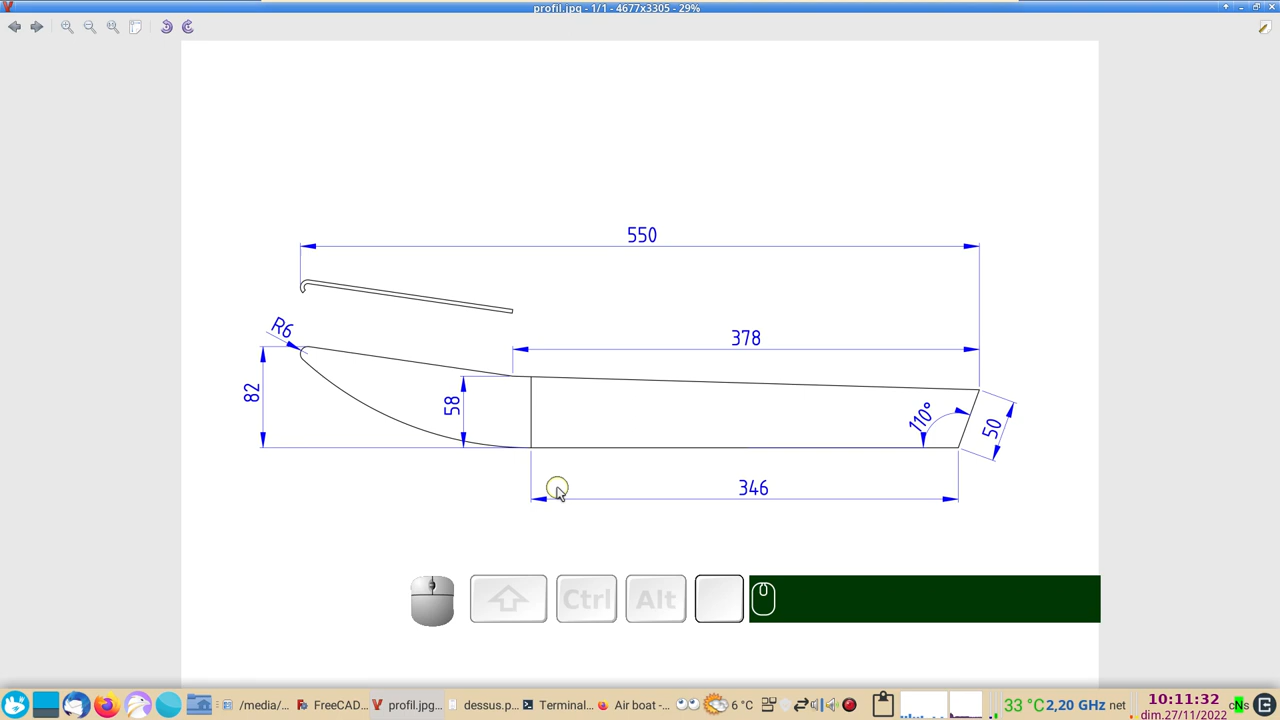 profil.jpg - 1/1 - 4677x3305 - 29%
550
R6
378
82
58
110°
50
346
Ctrl
Alt
/media/...
FreeCAD...
profil.jpg...
dessus.p...
Terminal...
Air boat -...
6 °C
33 °C
2,20 GHz
net
10:11:32
dim.27/11/2022
cNs